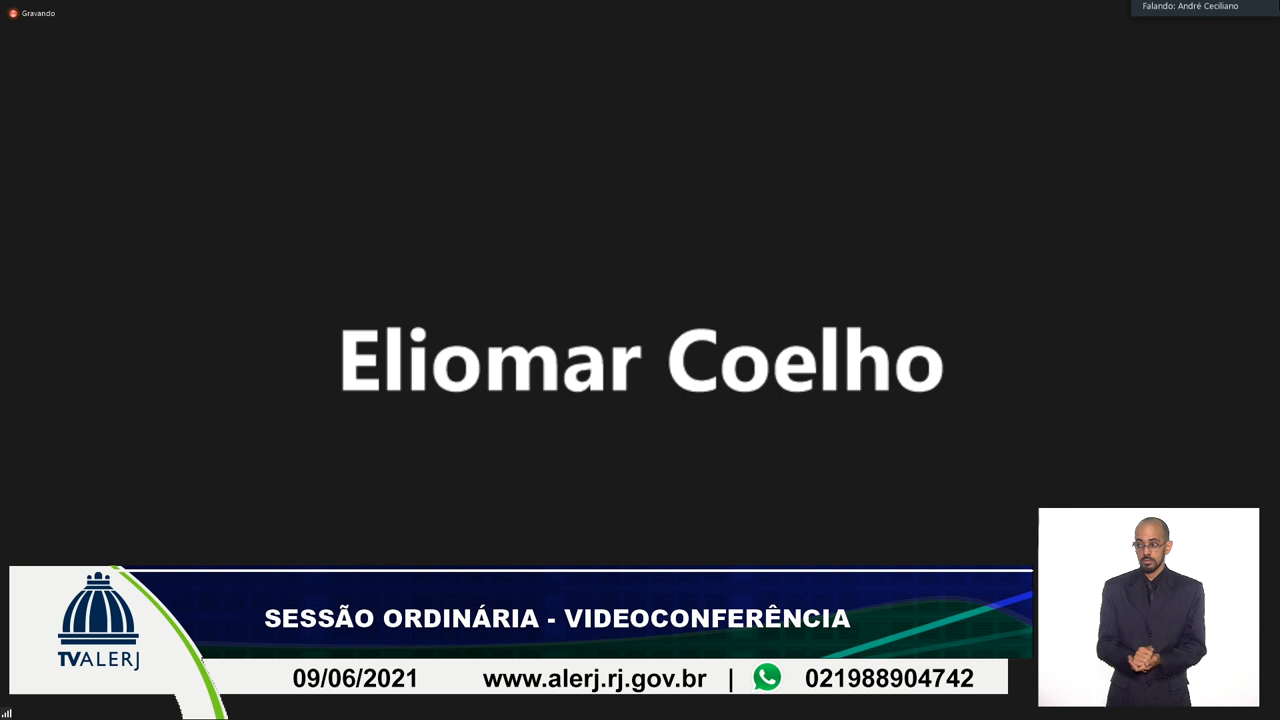 Gravando
Falando: André Ceciliano
Eliomar Coelho
SESSÃO ORDINÁRIA - VIDEOCONFERÊNCIA
TVALERJ
09/06/2021 www.alerj.rj.gov.br | 021988904742